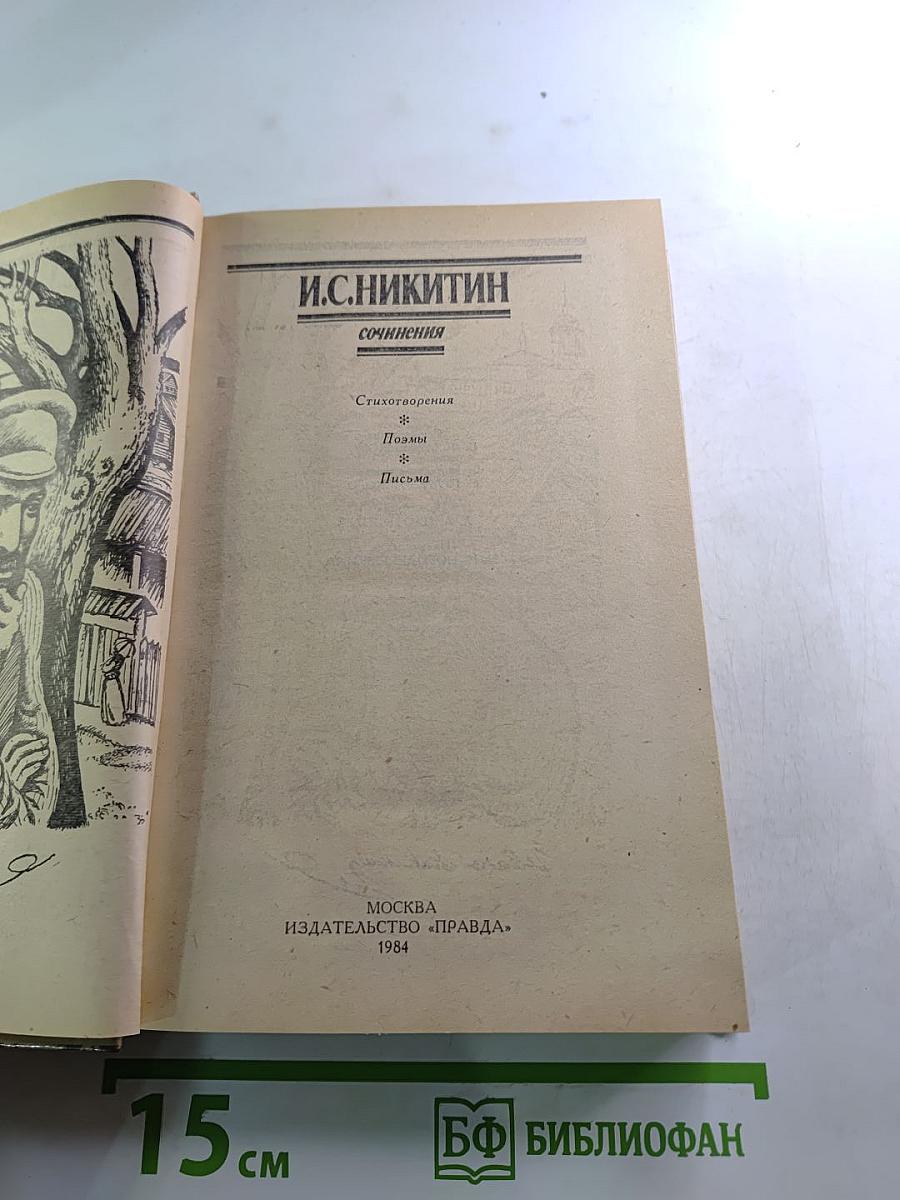 И.С.НИКИТИН
сочинения
Стихотворения
*
Поэмы
*
Письма
МОСКВА
ИЗДАТЕЛЬСТВО «ПРАВДА»
1984
15 см
БФ БИБЛИОФАН